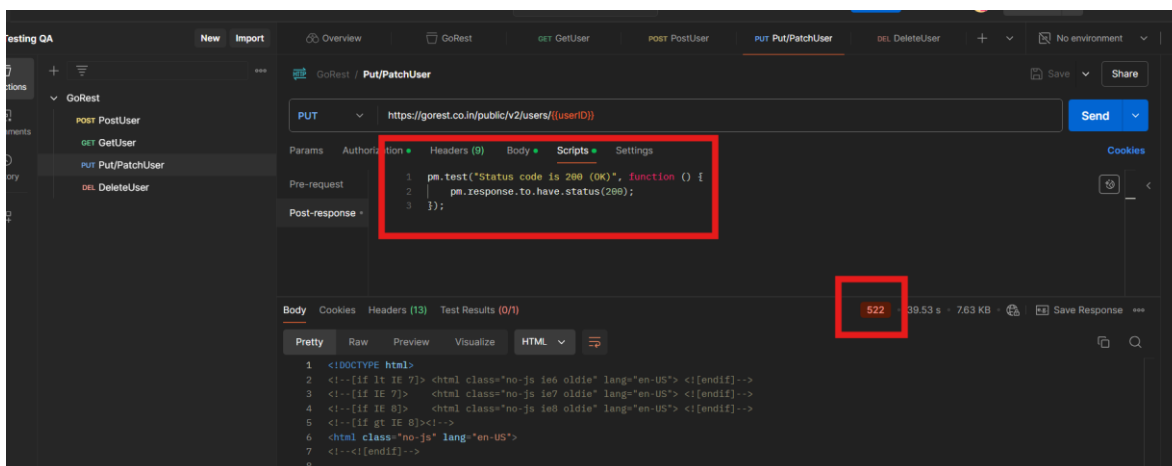 Testing QA New Import Overview GoRest GET GetUser POST PostUser PUT Put/PatchUser DEL DeleteUser No environment
GoRest / Put/PatchUser Save Share
GoRest
POST PostUser
GET GetUser
PUT Put/PatchUser
DEL DeleteUser
PUT https://gorest.co.in/public/v2/users/{{userID}} Send
Params Authorization Headers (9) Body Scripts Settings Cookies
Pre-request
Post-response
1 pm.test("Status code is 200 (OK)", function () {
2 pm.response.to.have.status(200);
3 });
Body Cookies Headers (13) Test Results (0/1) 522 39.53 s 7.63 KB Save Response
Pretty Raw Preview Visualize HTML
1 <!DOCTYPE html>
2 <!--[if lt IE 7]> <html class="no-js ie6 oldie" lang="en-US"> <![endif]-->
3 <!--[if IE 7]> <html class="no-js ie7 oldie" lang="en-US"> <![endif]-->
4 <!--[if IE 8]> <html class="no-js ie8 oldie" lang="en-US"> <![endif]-->
5 <!--[if gt IE 8]><!-->
6 <html class="no-js" lang="en-US">
7 <!--<![endif]-->